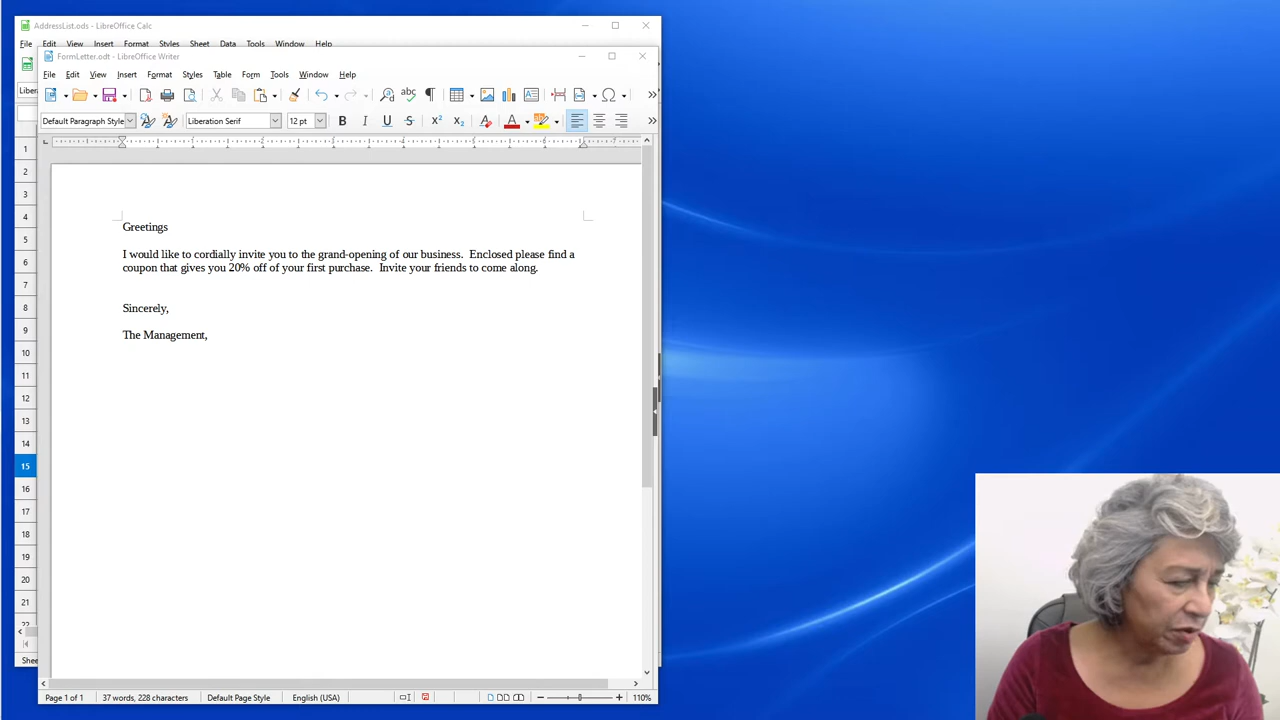 AddressList.ods - LibreOffice Calc
File Edit View Insert Format Styles Sheet Data Tools Window Help
FormLetter.odt - LibreOffice Writer
File Edit View Insert Format Styles Table Form Tools Window Help
Liber
Default Paragraph Style Liberation Serif 12 pt
1
2
3
4
5
6
7
8
9
10
11
12
13
14
15
16
17
18
19
20
21
22
Greetings
I would like to cordially invite you to the grand-opening of our business.  Enclosed please find a
coupon that gives you 20% off of your first purchase.  Invite your friends to come along.
Sincerely,
The Management,
Shee
Page 1 of 1 37 words, 228 characters Default Page Style English (USA) 110%